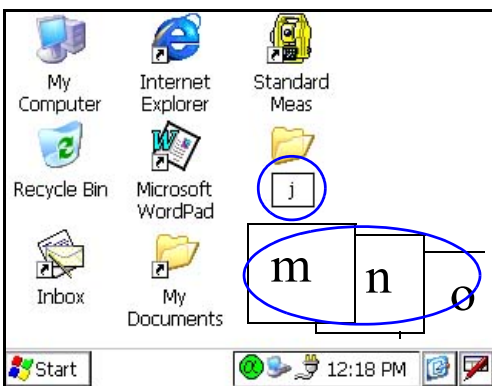 My Computer
Internet Explorer
Standard Meas
Recycle Bin
Microsoft WordPad
j
Inbox
My Documents
m
n
o
Start
12:18 PM